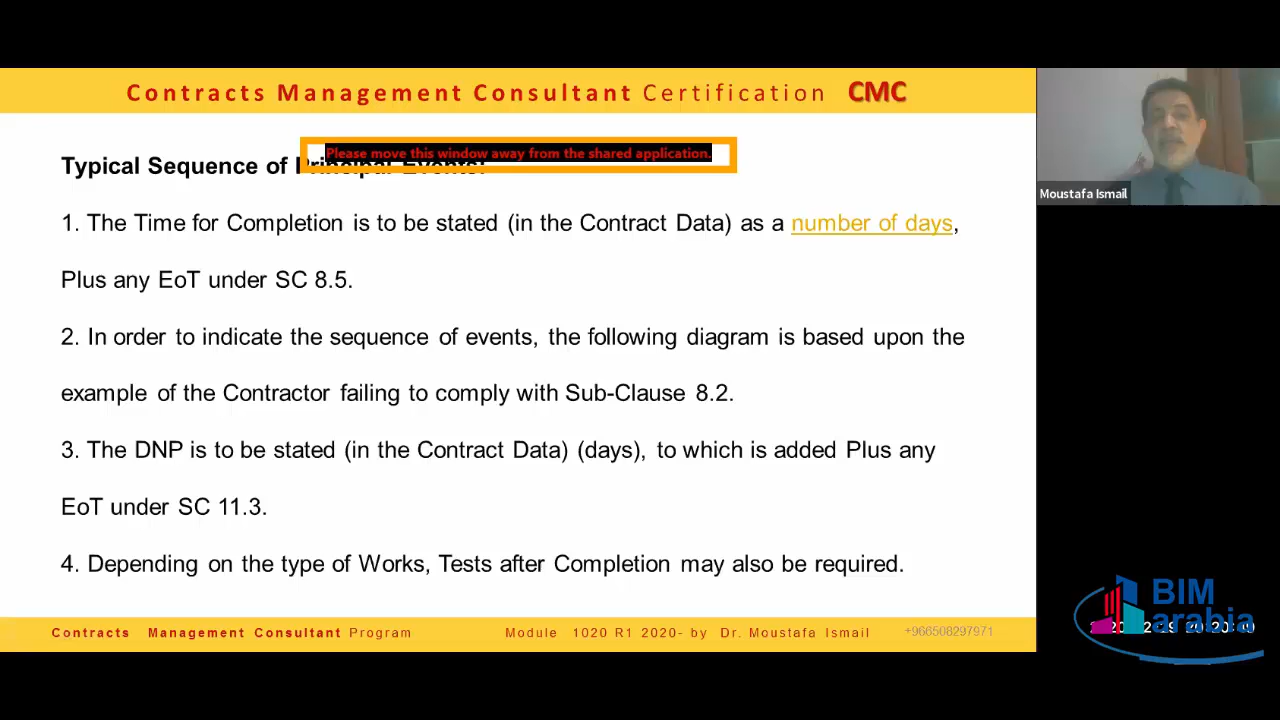 Contracts Management Consultant Certification CMC
Please move this window away from the shared application.
Typical Sequence of Principal Events:
1. The Time for Completion is to be stated (in the Contract Data) as a number of days,
Plus any EoT under SC 8.5.
2. In order to indicate the sequence of events, the following diagram is based upon the
example of the Contractor failing to comply with Sub-Clause 8.2.
3. The DNP is to be stated (in the Contract Data) (days), to which is added Plus any
EoT under SC 11.3.
4. Depending on the type of Works, Tests after Completion may also be required.
Contracts Management Consultant Program
Module 1020 R1 2020- by Dr. Moustafa Ismail
+966508297971
Moustafa Ismail
BIM
arabia